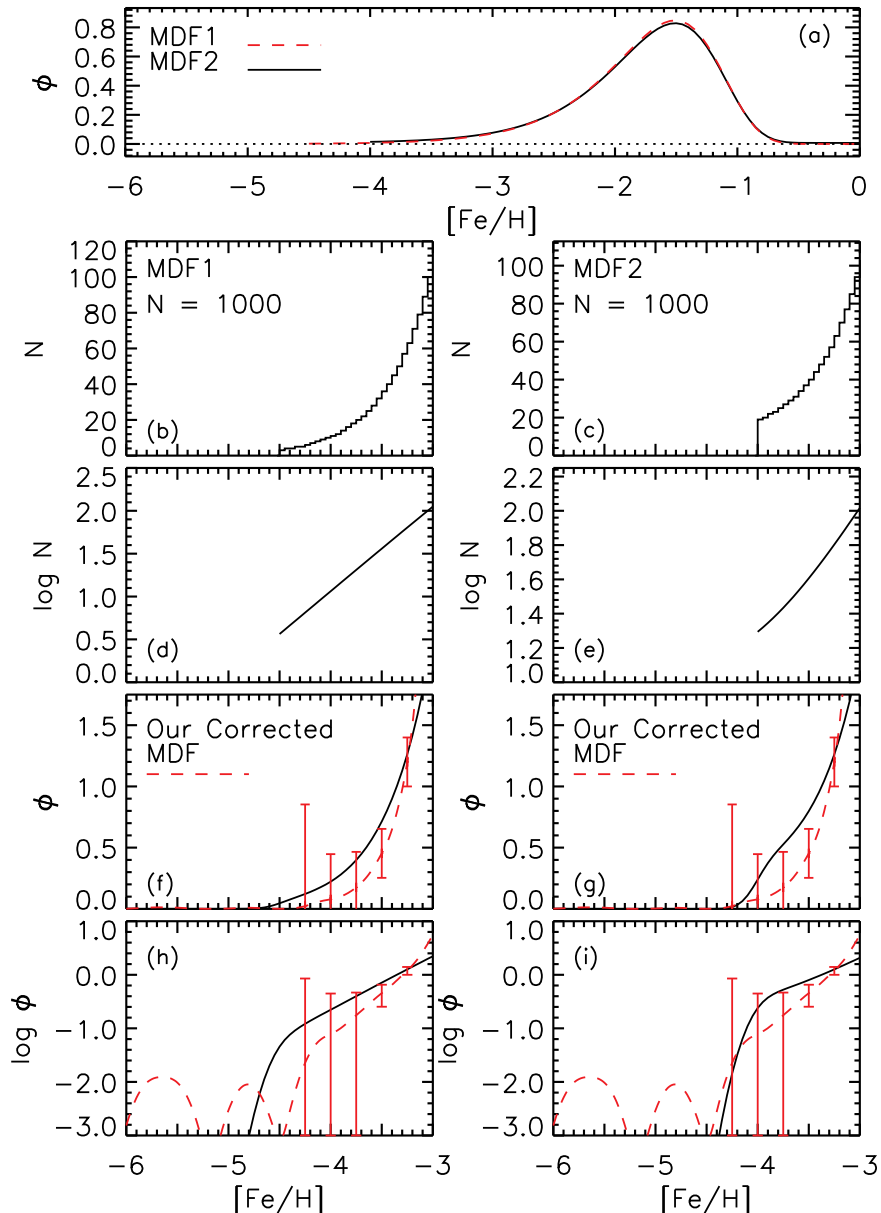 MDF1
MDF2
(a)
ϕ
0.8
0.6
0.4
0.2
0.0
−6 −5 −4 −3 −2 −1 0
[Fe/H]
MDF1
N = 1000
(b)
N
120
100
80
60
40
20
0
MDF2
N = 1000
(c)
N
100
80
60
40
20
0
(d)
log N
2.5
2.0
1.5
1.0
0.5
0.0
(e)
log N
2.2
2.0
1.8
1.6
1.4
1.2
1.0
Our Corrected
MDF
(f)
ϕ
1.5
1.0
0.5
0.0
Our Corrected
MDF
(g)
ϕ
1.5
1.0
0.5
0.0
(h)
log ϕ
1.0
0.0
−1.0
−2.0
−3.0
−6 −5 −4 −3
[Fe/H]
(i)
log ϕ
1.0
0.0
−1.0
−2.0
−3.0
−6 −5 −4 −3
[Fe/H]